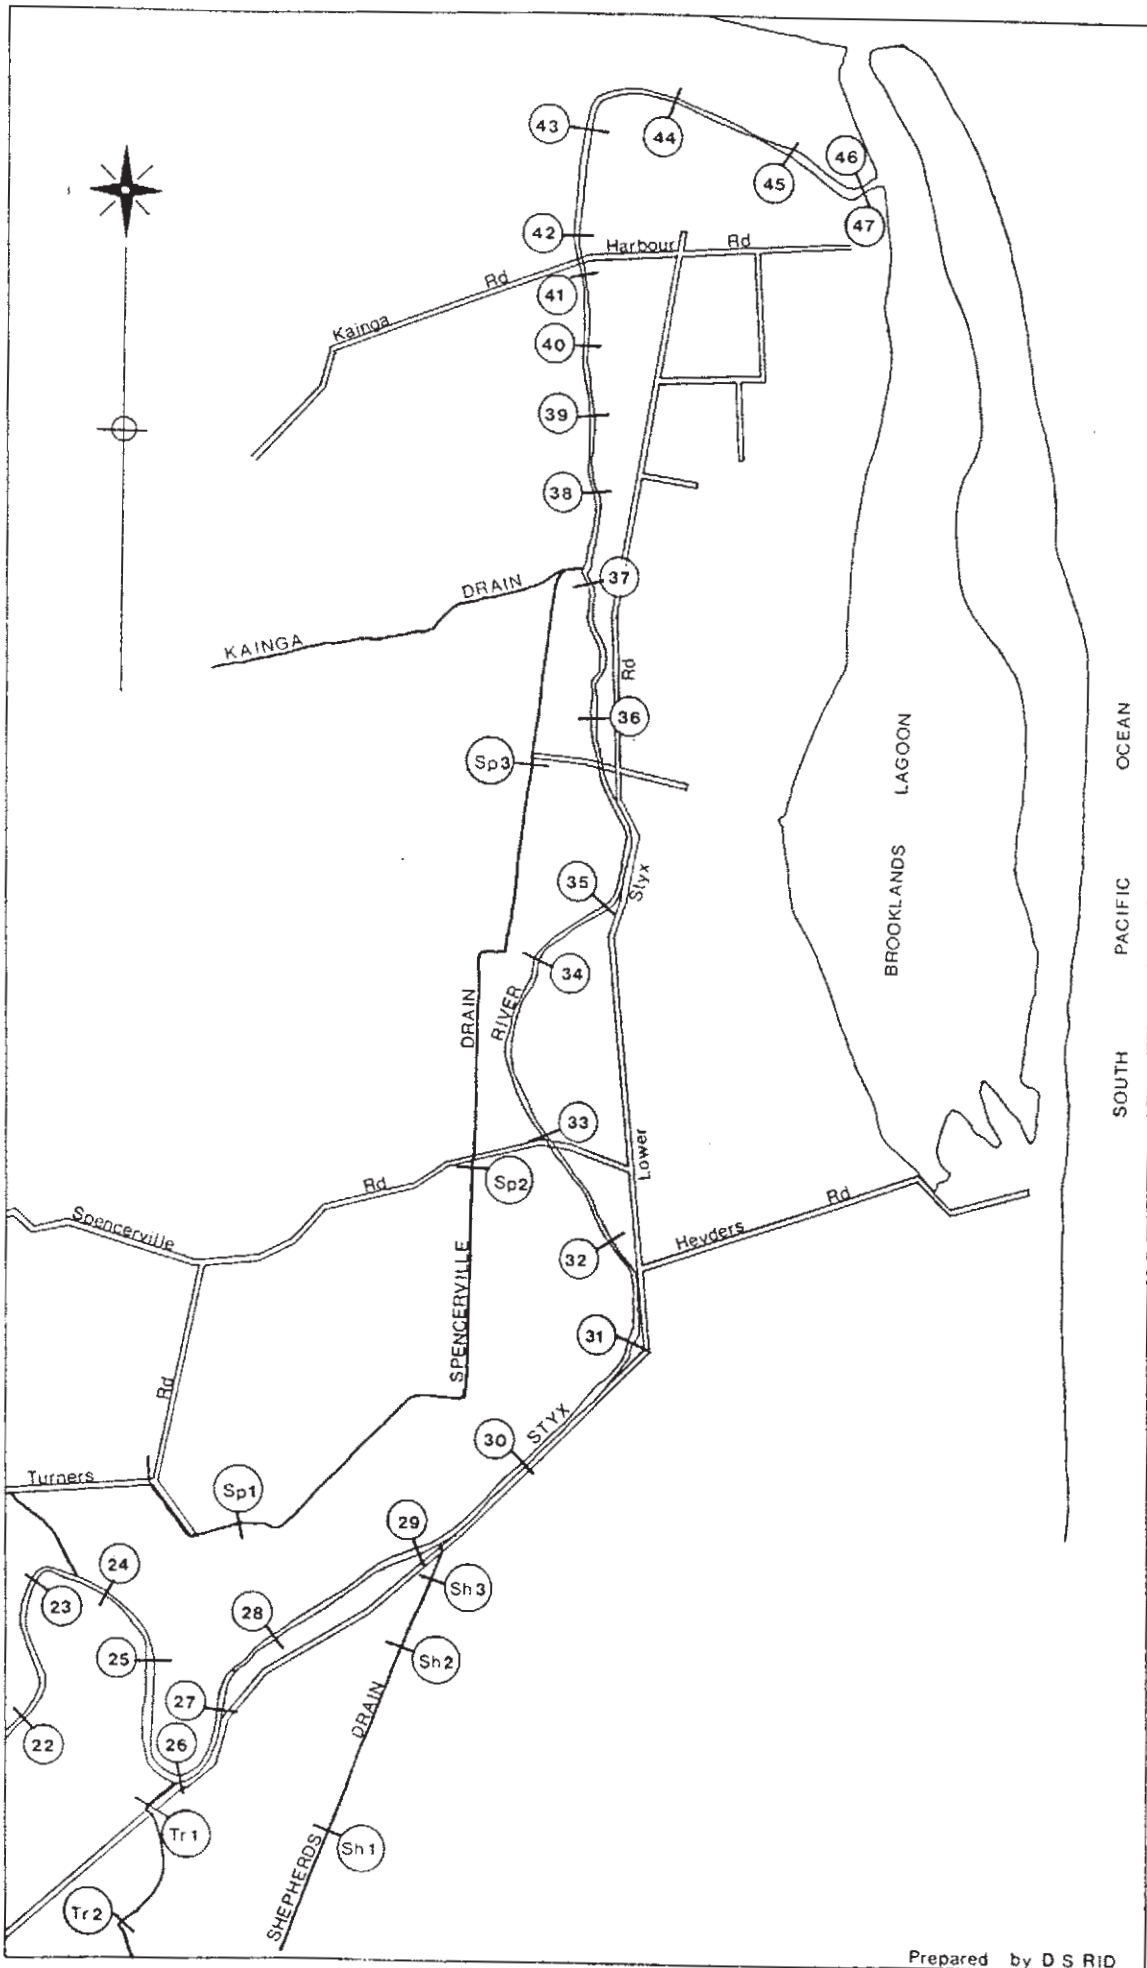 43
44
45
46
47
42
Harbour Rd
41
Kainga Rd
40
39
38
37
KAINGA DRAIN
Rd
36
Sp3
35
Styx
34
RIVER
DRAIN
33
Sp2
Lower
Spencerville Rd
32
Heyders Rd
31
SPENCERVILLE
30
STYX
Rd
Turners
Sp1
29
Sh3
24
23
28
Sh2
25
27
DRAIN
22
26
Tr1
Sh1
SHEPHERDS
Tr2
BROOKLANDS LAGOON
SOUTH PACIFIC OCEAN
Prepared by D S RID